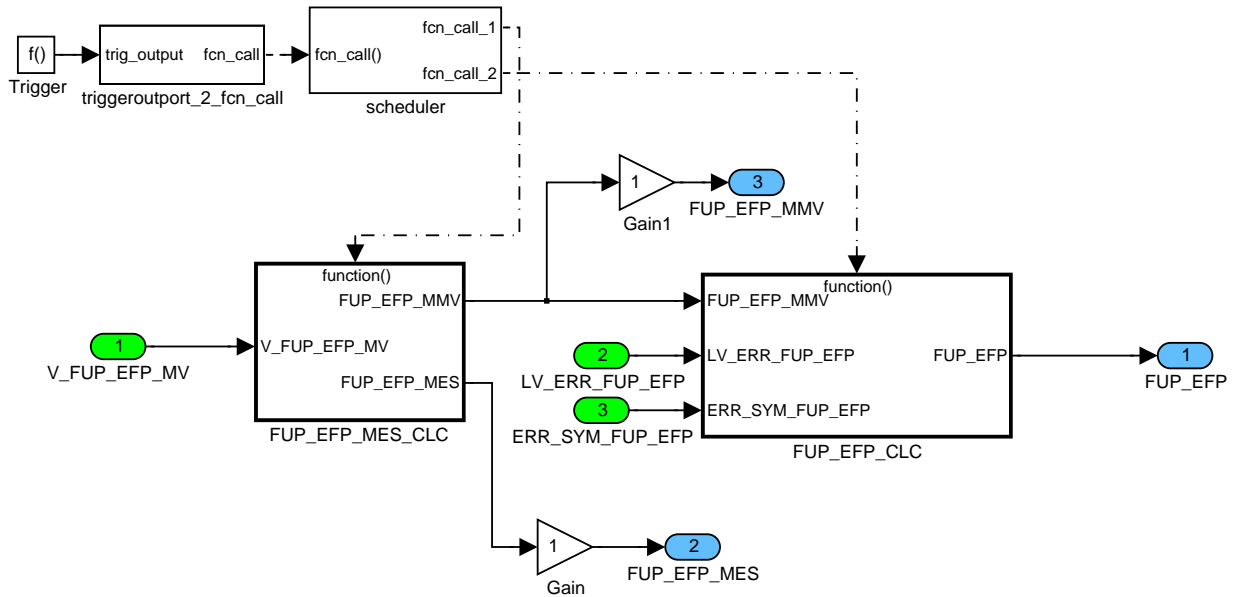 fcn_call_1
f()
trig_output
fcn_call
fcn_call()
fcn_call_2
Trigger
triggeroutport_2_fcn_call
scheduler
1
3
Gain1
FUP_EFP_MMV
function()
FUP_EFP_MMV
V_FUP_EFP_MV
FUP_EFP_MES
FUP_EFP_MES_CLC
1
V_FUP_EFP_MV
function()
FUP_EFP_MMV
LV_ERR_FUP_EFP
FUP_EFP
ERR_SYM_FUP_EFP
FUP_EFP_CLC
2
LV_ERR_FUP_EFP
3
ERR_SYM_FUP_EFP
1
FUP_EFP
1
Gain
2
FUP_EFP_MES